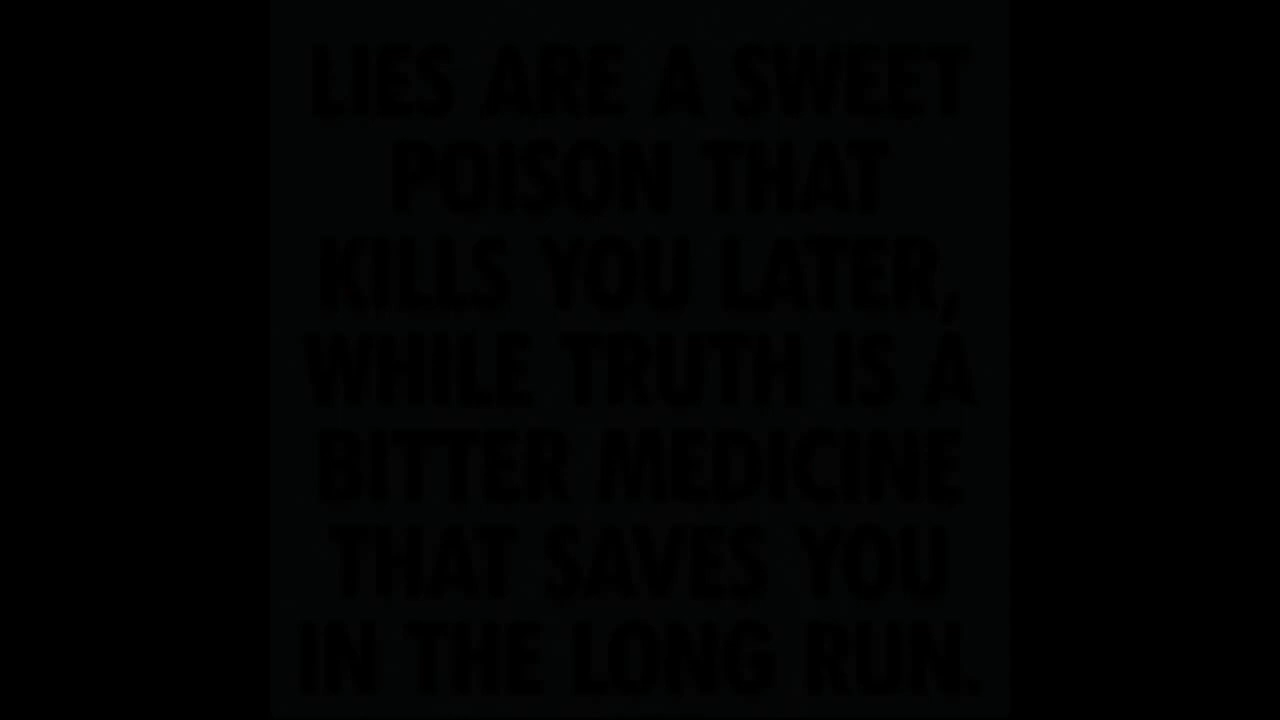 LIES ARE A SWEET
POISON THAT
KILLS YOU LATER,
WHILE TRUTH IS A
BITTER MEDICINE
THAT SAVES YOU
IN THE LONG RUN.